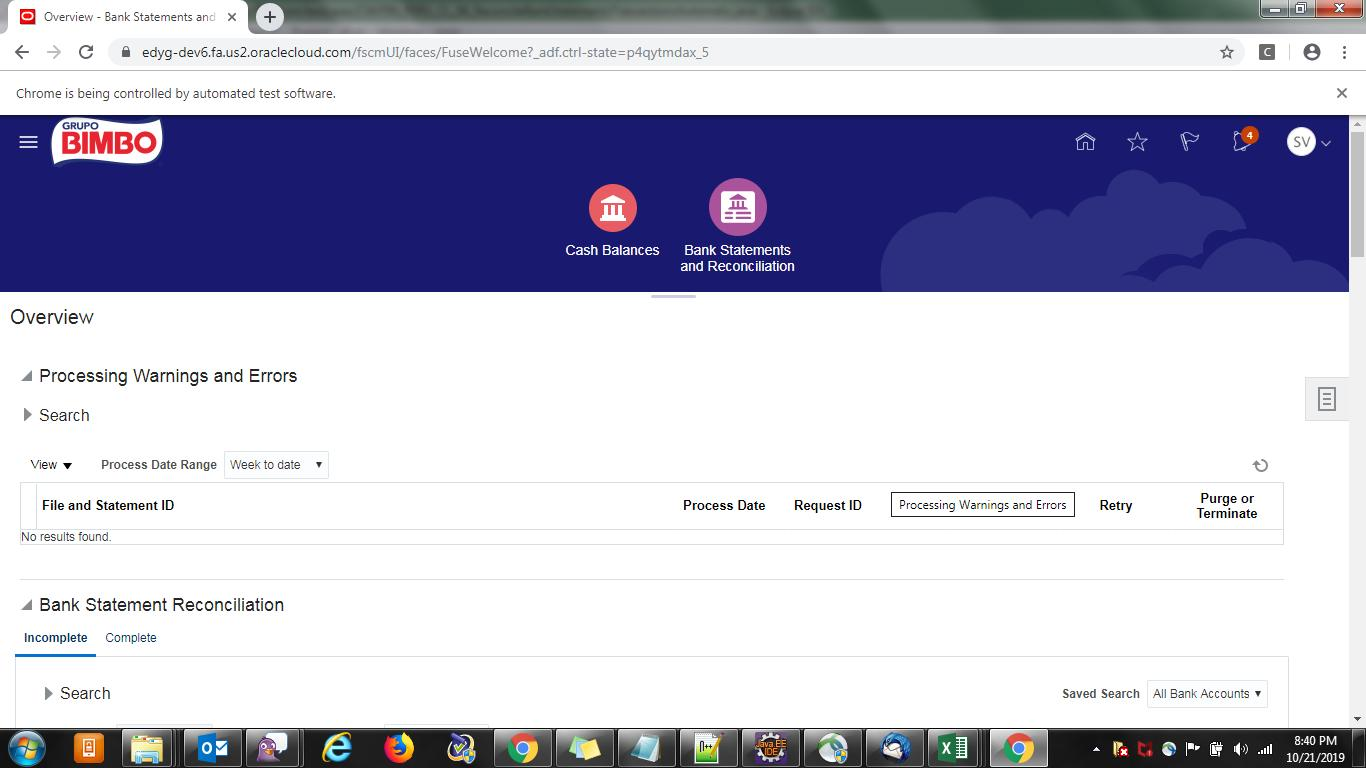 Overview - Bank Statements and
edyg-dev6.fa.us2.oraclecloud.com/fscmUI/faces/FuseWelcome?_adf.ctrl-state=p4qytmdax_5
C
Chrome is being controlled by automated test software.
GRUPO
BIMBO
4
SV
Cash Balances
Bank Statements
and Reconciliation
Overview
Processing Warnings and Errors
Search
View
Process Date Range
Week to date
File and Statement ID
Process Date
Request ID
Processing Warnings and Errors
Retry
Purge or
Terminate
No results found.
Bank Statement Reconciliation
Incomplete
Complete
Search
Saved Search
All Bank Accounts
Java EE
IDE
8:40 PM
10/21/2019